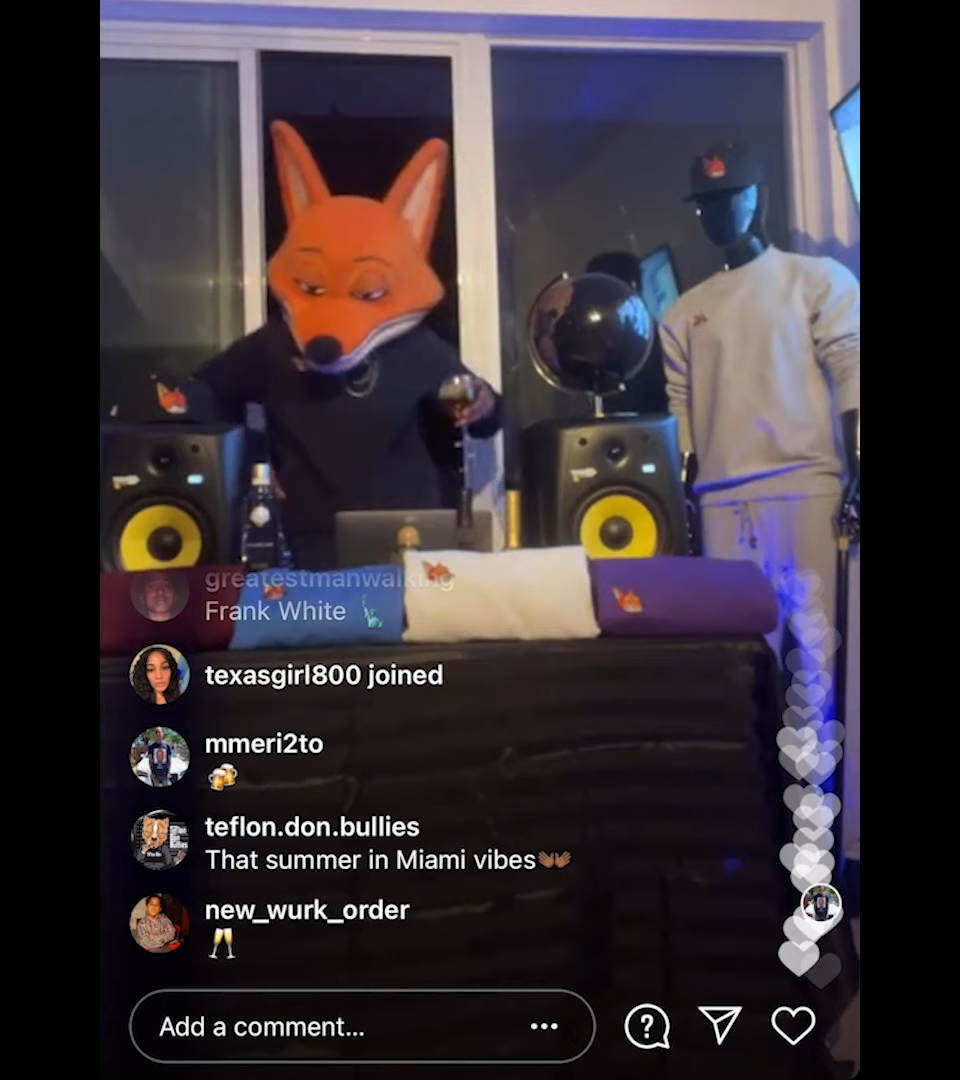 greatestmanwalking
Frank White 🗽
texasgirl800 joined
mmeri2to
🍻
teflon.don.bullies
That summer in Miami vibes👐🏾
new_wurk_order
🥂
Add a comment...